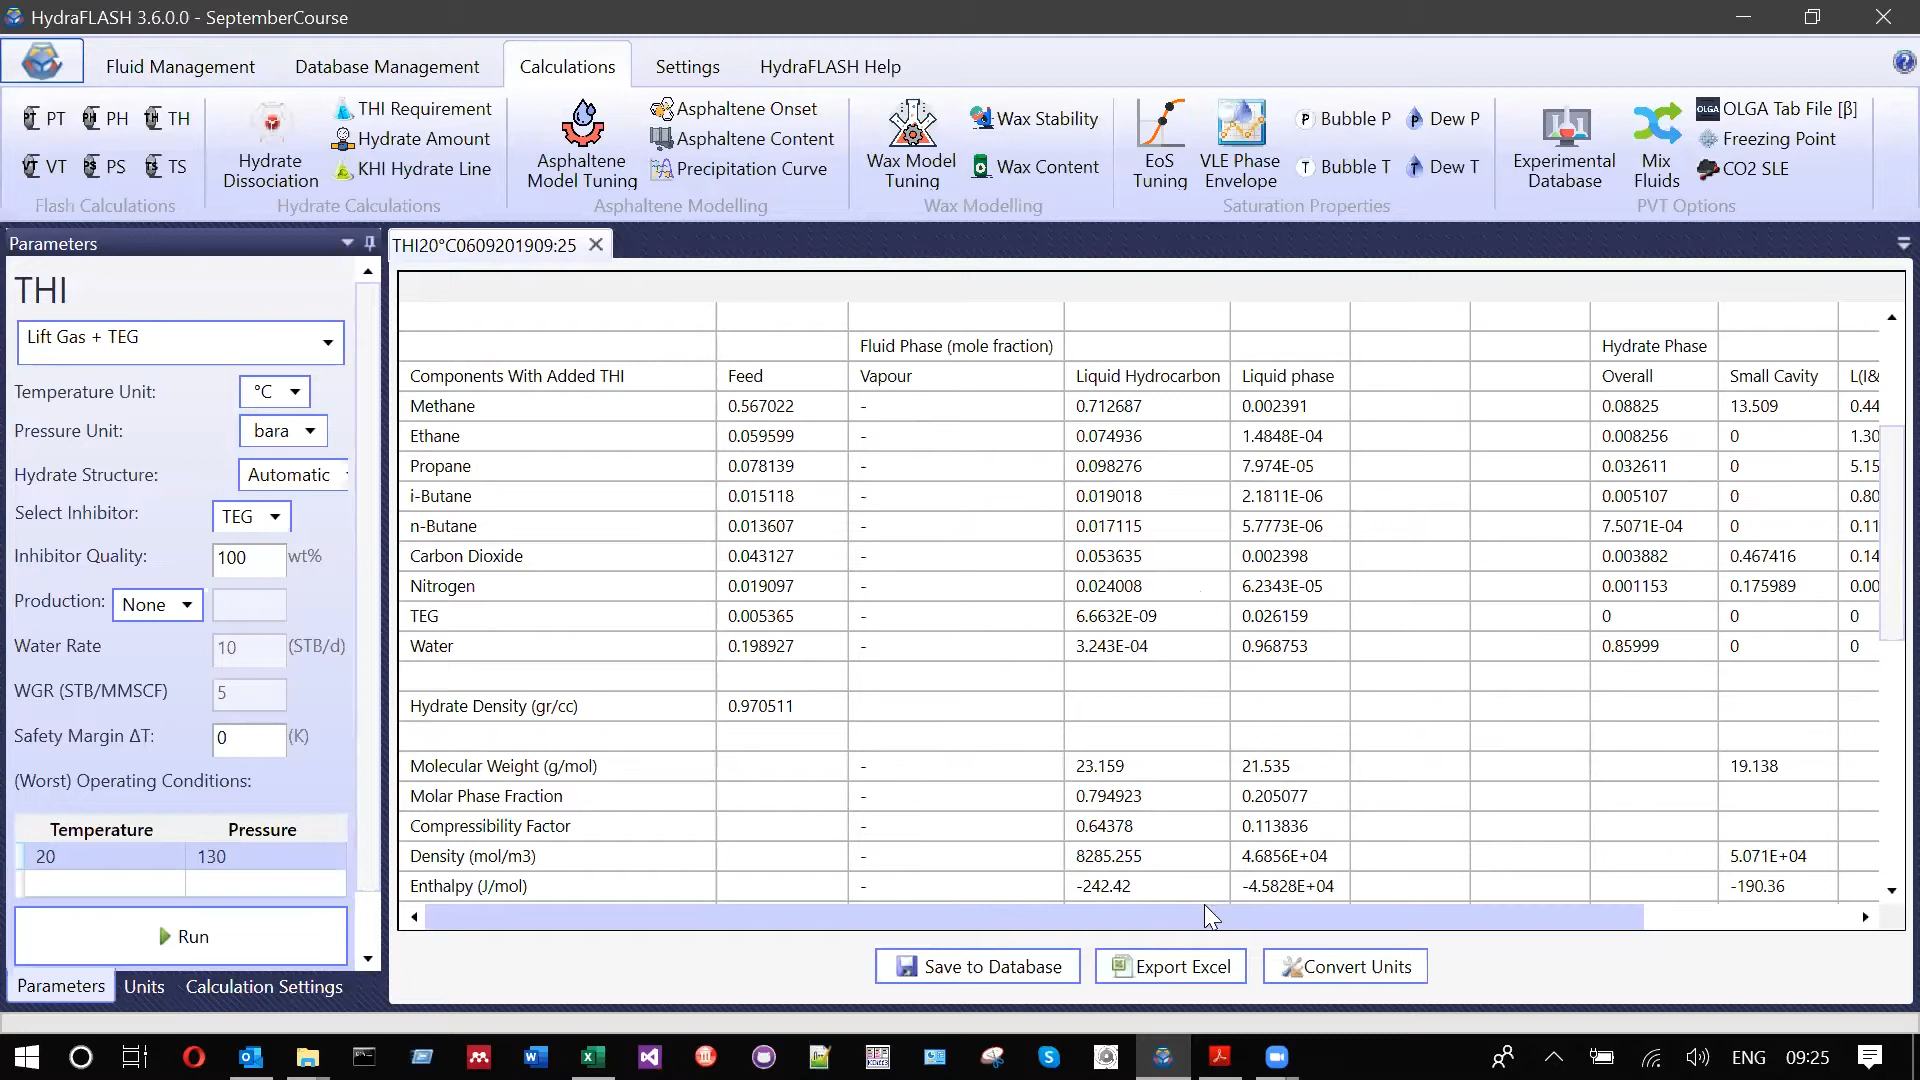 HydraFLASH 3.6.0.0 - SeptemberCourse
Fluid Management Database Management Calculations Settings HydraFLASH Help
PT PH TH
VT PS TS
Flash Calculations
Hydrate Dissociation
THI Requirement
Hydrate Amount
KHI Hydrate Line
Hydrate Calculations
Asphaltene Model Tuning
Asphaltene Onset
Asphaltene Content
Precipitation Curve
Asphaltene Modelling
Wax Model Tuning
Wax Stability
Wax Content
Wax Modelling
EoS Tuning
VLE Phase Envelope
Bubble P Dew P
Bubble T Dew T
Saturation Properties
Experimental Database
Mix Fluids
OLGA Tab File [β]
Freezing Point
CO2 SLE
PVT Options
Parameters
THI
Lift Gas + TEG
Temperature Unit: °C
Pressure Unit: bara
Hydrate Structure: Automatic
Select Inhibitor: TEG
Inhibitor Quality: 100 wt%
Production: None
Water Rate 10 (STB/d)
WGR (STB/MMSCF) 5
Safety Margin ΔT: 0 (K)
(Worst) Operating Conditions:
Temperature Pressure
20 130
Run
Parameters Units Calculation Settings
THI20°C0609201909:25
Fluid Phase (mole fraction) Hydrate Phase
Components With Added THI Feed Vapour Liquid Hydrocarbon Liquid phase Overall Small Cavity L(I&
Methane 0.567022 - 0.712687 0.002391 0.08825 13.509 0.44
Ethane 0.059599 - 0.074936 1.4848E-04 0.008256 0 1.30
Propane 0.078139 - 0.098276 7.974E-05 0.032611 0 5.15
i-Butane 0.015118 - 0.019018 2.1811E-06 0.005107 0 0.80
n-Butane 0.013607 - 0.017115 5.7773E-06 7.5071E-04 0 0.11
Carbon Dioxide 0.043127 - 0.053635 0.002398 0.003882 0.467416 0.14
Nitrogen 0.019097 - 0.024008 6.2343E-05 0.001153 0.175989 0.00
TEG 0.005365 - 6.6632E-09 0.026159 0 0 0
Water 0.198927 - 3.243E-04 0.968753 0.85999 0 0
Hydrate Density (gr/cc) 0.970511
Molecular Weight (g/mol) - 23.159 21.535 19.138
Molar Phase Fraction - 0.794923 0.205077
Compressibility Factor - 0.64378 0.113836
Density (mol/m3) - 8285.255 4.6856E+04 5.071E+04
Enthalpy (J/mol) - -242.42 -4.5828E+04 -190.36
Save to Database Export Excel Convert Units
ENG 09:25